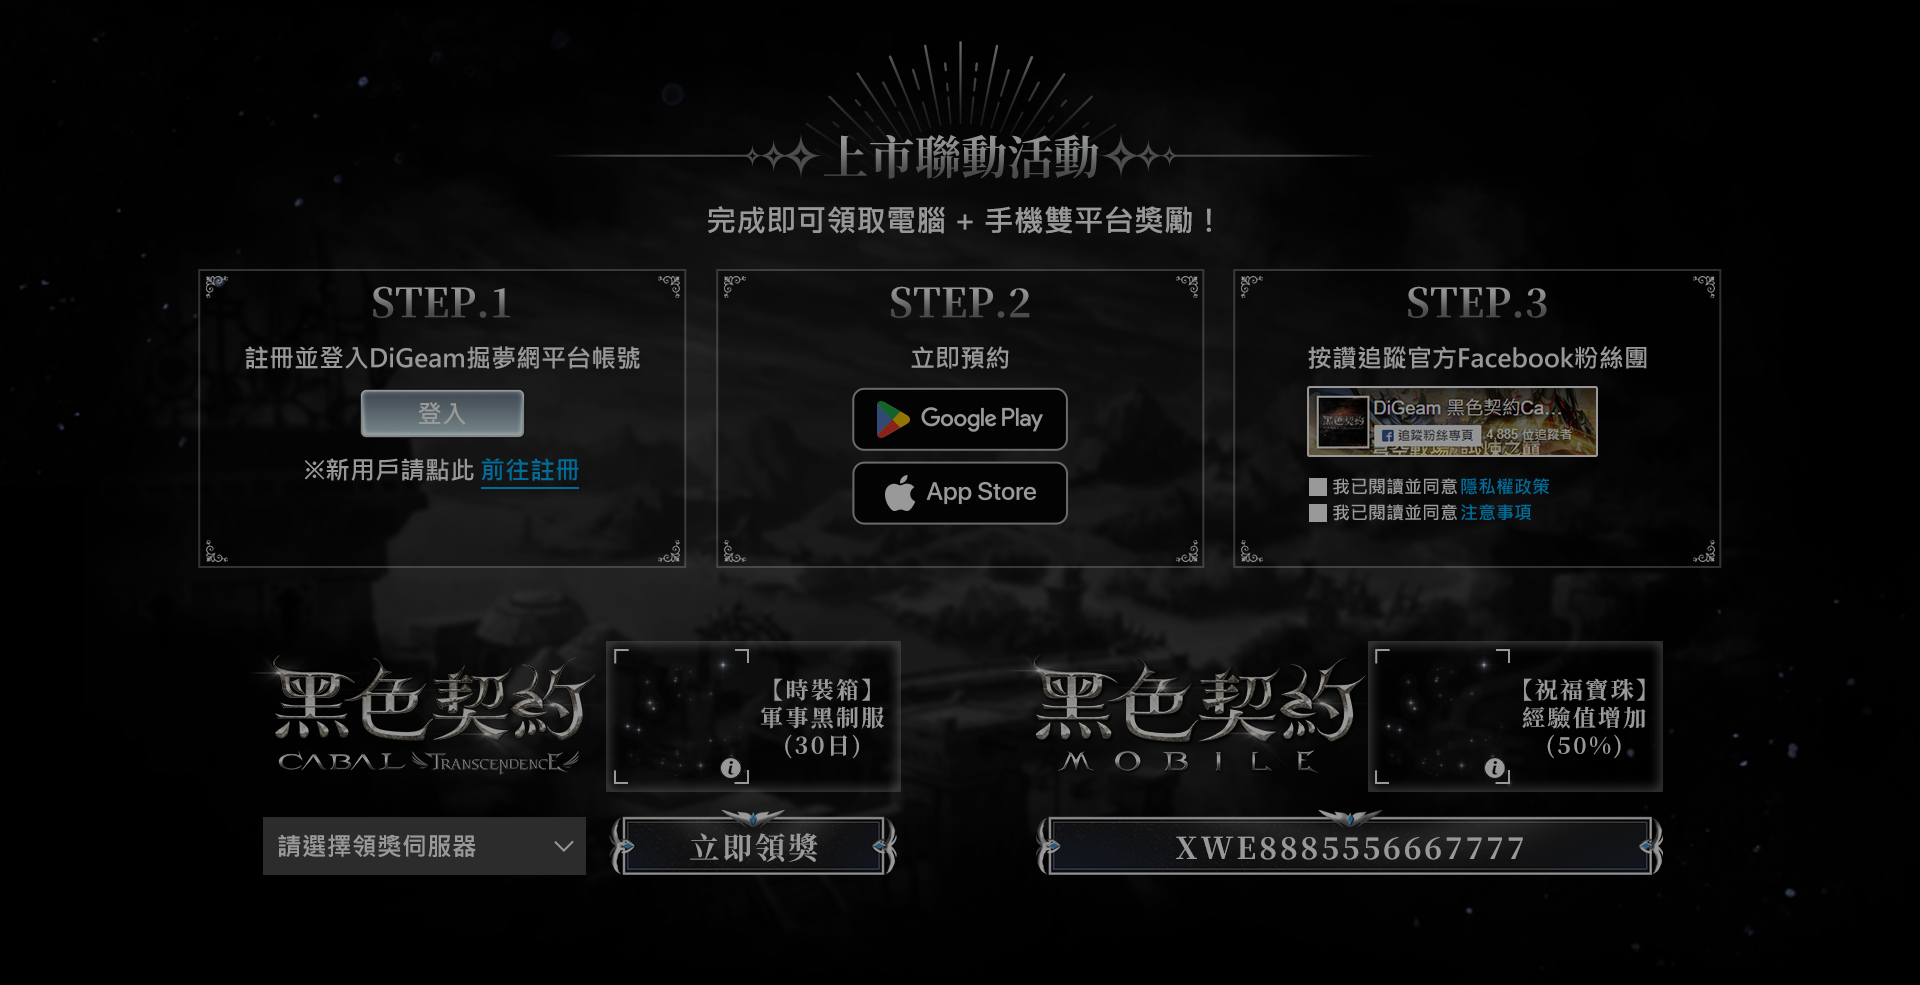 上市聯動活動
完成即可領取電腦 + 手機雙平台獎勵！
STEP.1
註冊並登入DiGeam掘夢網平台帳號
登入
※新用戶請點此 前往註冊
STEP.2
立即預約
Google Play
App Store
STEP.3
按讚追蹤官方Facebook粉絲團
黑色契約
DiGeam 黑色契約Ca...
追蹤粉絲專頁
4,885 位追蹤者
我已閱讀並同意隱私權政策
我已閱讀並同意注意事項
黑色契約
CABAL TRANSCENDENCE
【時裝箱】
軍事黑制服
(30日)
i
請選擇領獎伺服器
立即領獎
黑色契約
MOBILE
【祝福寶珠】
經驗值增加
(50%)
i
XWE8885556667777